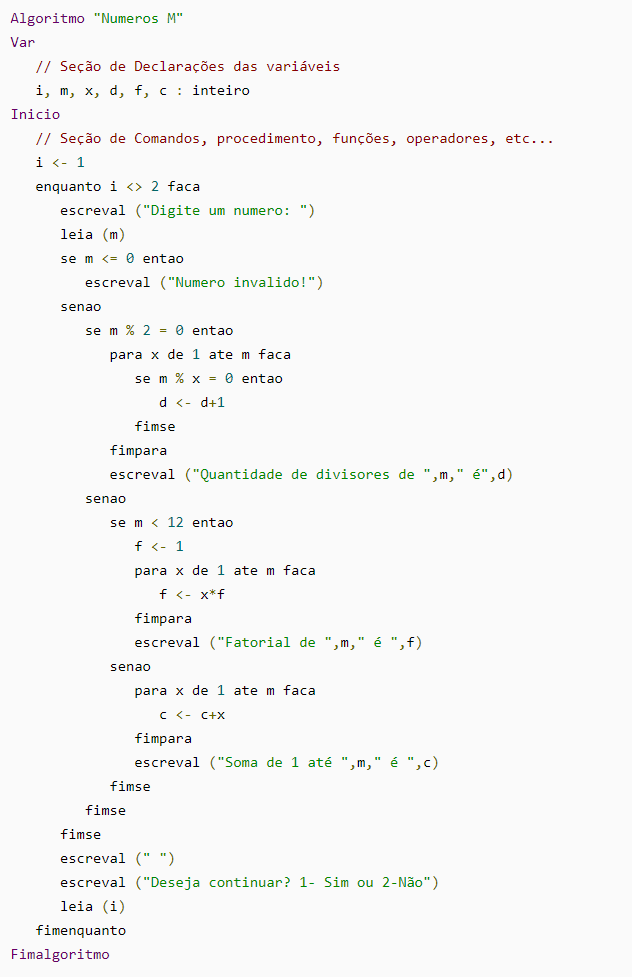 Algoritmo "Numeros M"
Var
   // Seção de Declarações das variáveis
   i, m, x, d, f, c : inteiro
Inicio
   // Seção de Comandos, procedimento, funções, operadores, etc...
   i <- 1
   enquanto i <> 2 faca
      escreval ("Digite um numero: ")
      leia (m)
      se m <= 0 entao
         escreval ("Numero invalido!")
      senao
         se m % 2 = 0 entao
            para x de 1 ate m faca
               se m % x = 0 entao
                  d <- d+1
               fimse
            fimpara
            escreval ("Quantidade de divisores de ",m," é",d)
         senao
            se m < 12 entao
               f <- 1
               para x de 1 ate m faca
                  f <- x*f
               fimpara
               escreval ("Fatorial de ",m," é ",f)
            senao
               para x de 1 ate m faca
                  c <- c+x
               fimpara
               escreval ("Soma de 1 até ",m," é ",c)
            fimse
         fimse
      fimse
      escreval (" ")
      escreval ("Deseja continuar? 1- Sim ou 2-Não")
      leia (i)
   fimenquanto
Fimalgoritmo